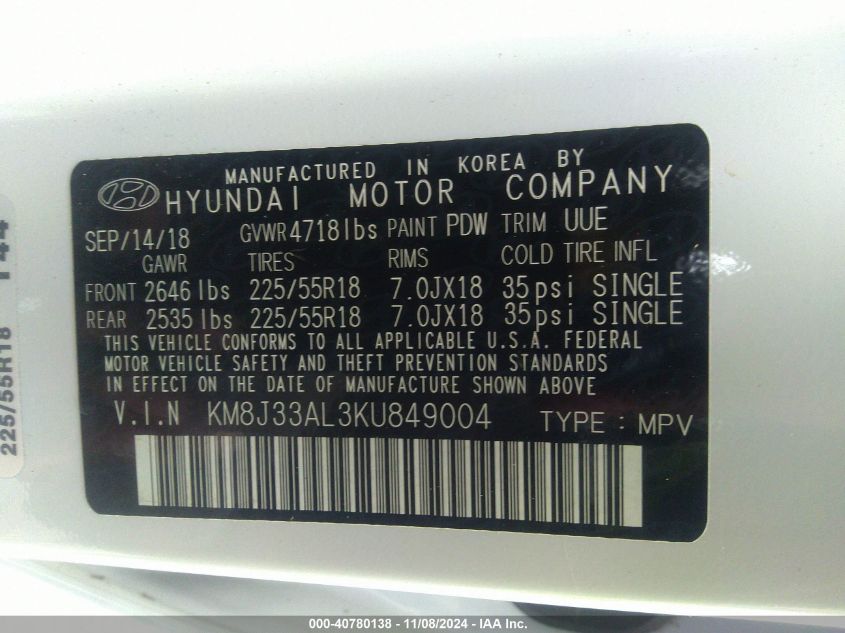 MANUFACTURED IN KOREA BY
HYUNDAI MOTOR COMPANY
SEP/14/18 GVWR4718lbs PAINT PDW TRIM UUE
GAWR TIRES RIMS COLD TIRE INFL
FRONT 2646lbs 225/55R18 7.0JX18 35psi SINGLE
REAR 2535lbs 225/55R18 7.0JX18 35psi SINGLE
THIS VEHICLE CONFORMS TO ALL APPLICABLE U.S.A. FEDERAL
MOTOR VEHICLE SAFETY AND THEFT PREVENTION STANDARDS
IN EFFECT ON THE DATE OF MANUFACTURE SHOWN ABOVE
V.I.N KM8J33AL3KU849004 TYPE: MPV
225/55R18
000-40780138 - 11/08/2024 - IAA Inc.